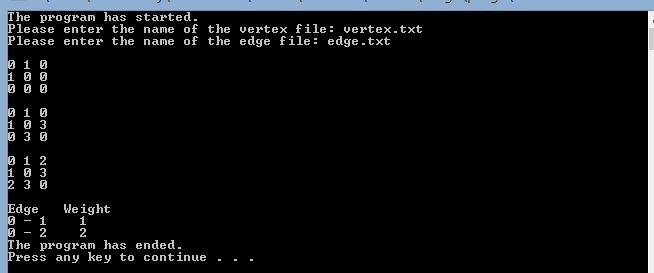 The program has started.
Please enter the name of the vertex file: vertex.txt
Please enter the name of the edge file: edge.txt
0 1 0
1 0 0
0 0 0
0 1 0
1 0 3
0 3 0
0 1 2
1 0 3
2 3 0
Edge   Weight
0 - 1    1
0 - 2    2
The program has ended.
Press any key to continue . . .